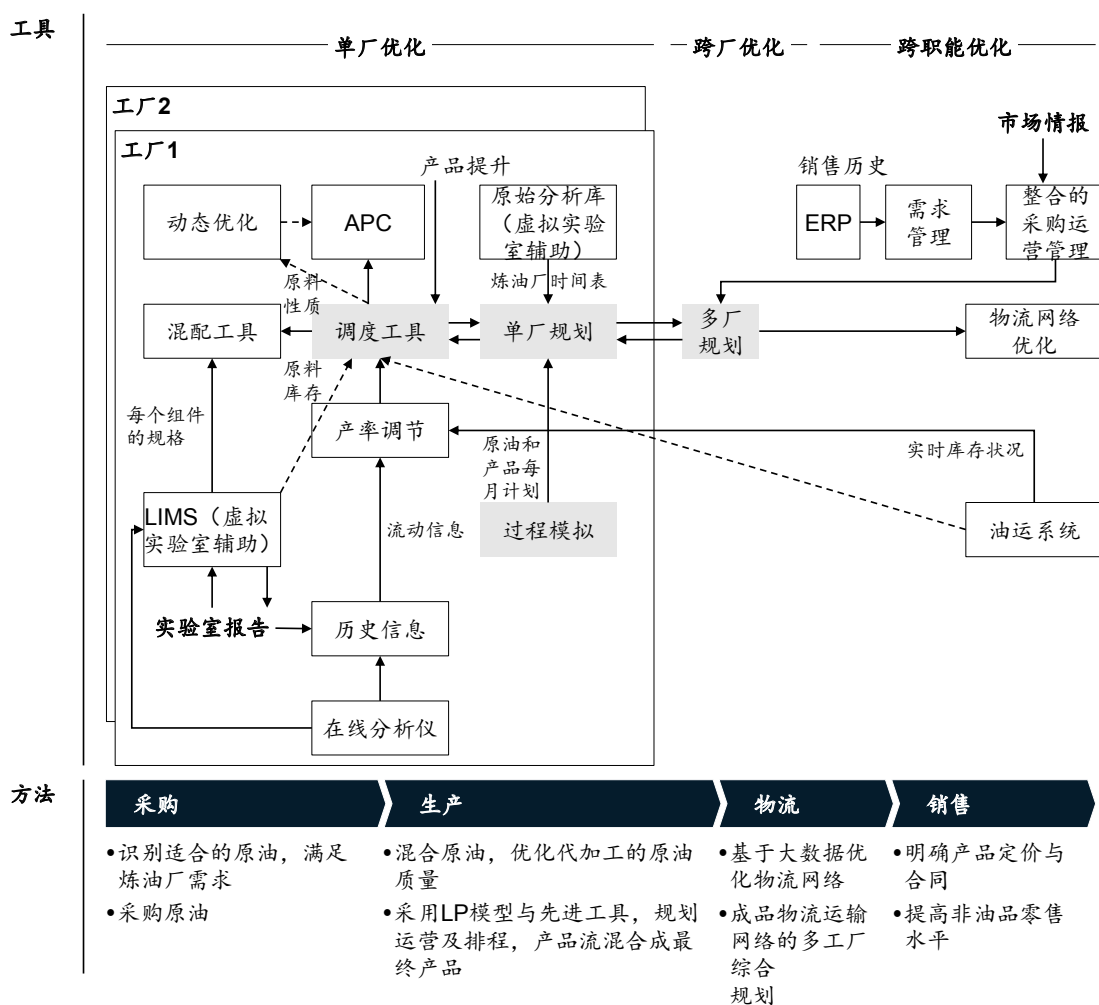 工具
单厂优化
跨厂优化
跨职能优化
工厂2
工厂1
市场情报
产品提升
销售历史
动态优化
APC
原始分析库
（虚拟实验
室辅助）
ERP
需求
管理
整合的
采购运
营管理
原料
性质
炼油厂时间表
混配工具
调度工具
单厂规划
多厂
规划
物流网络
优化
原料
库存
每个组件
的规格
产率调节
原油和
产品每
月计划
实时库存状况
LIMS（虚拟
实验室辅助）
流动信息
过程模拟
油运系统
实验室报告
历史信息
在线分析仪
方法
采购
生产
物流
销售
•识别适合的原油，满足
炼油厂需求
•采购原油
•混合原油，优化代加工的原油
质量
•采用LP模型与先进工具，规划
运营及排程，产品流混合成最
终产品
•基于大数据优
化物流网络
•成品物流运输
网络的多工厂
综合
规划
•明确产品定价与
合同
•提高非油品零售
水平